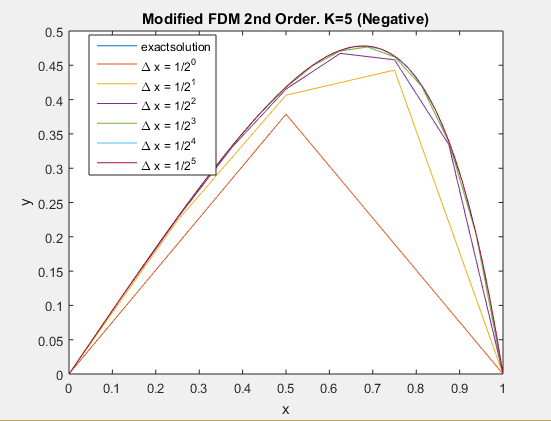 Modified FDM 2nd Order. K=5 (Negative)
exactsolution
Δ x = 1/2^0
Δ x = 1/2^1
Δ x = 1/2^2
Δ x = 1/2^3
Δ x = 1/2^4
Δ x = 1/2^5
0.5
0.45
0.4
0.35
0.3
0.25
0.2
0.15
0.1
0.05
0
y
0 0.1 0.2 0.3 0.4 0.5 0.6 0.7 0.8 0.9 1
x